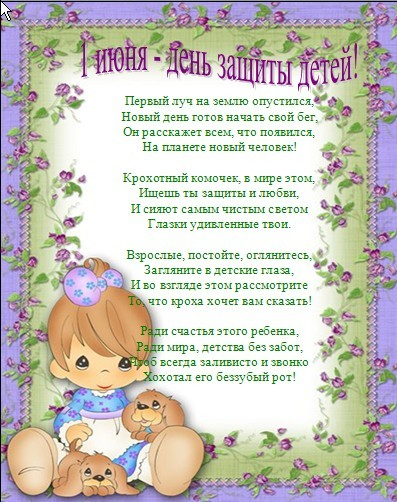 1 июня - день защиты детей!
Первый луч на землю опустился,
Новый день готов начать свой бег,
Он расскажет всем, что появился,
На планете новый человек!
Крохотный комочек, в мире этом,
Ищешь ты защиты и любви,
И сияют самым чистым светом
Глазки удивленные твои.
Взрослые, постойте, оглянитесь,
Загляните в детские глаза,
И во взгляде этом рассмотрите
То, что кроха хочет вам сказать!
Ради счастья этого ребенка,
Ради мира, детства без забот,
Чтоб всегда заливисто и звонко
Хохотал его беззубый рот!